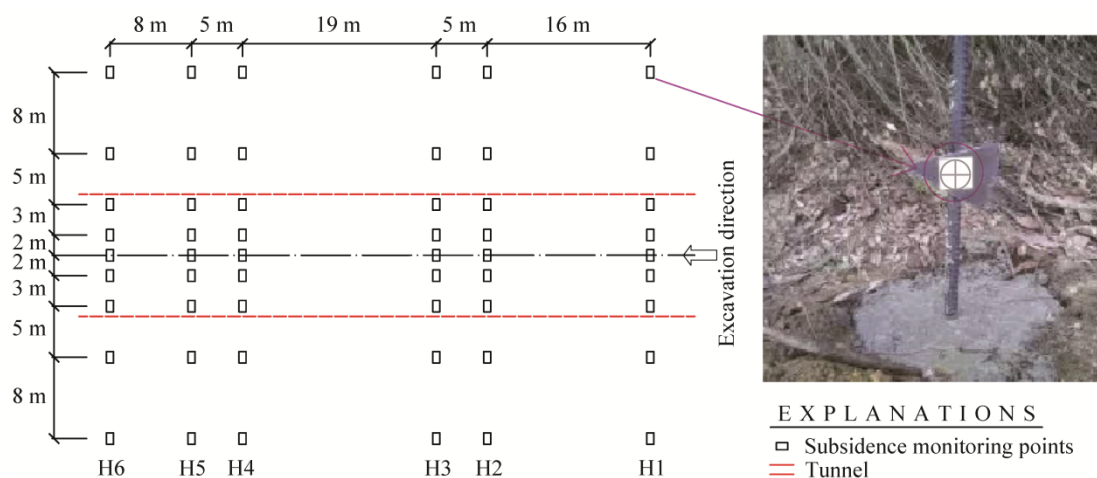 8 m 5 m 19 m 5 m 16 m
8 m
5 m
3 m
2 m
2 m
3 m
5 m
8 m
Excavation direction
H6 H5 H4 H3 H2 H1
EXPLANATIONS
Subsidence monitoring points
Tunnel